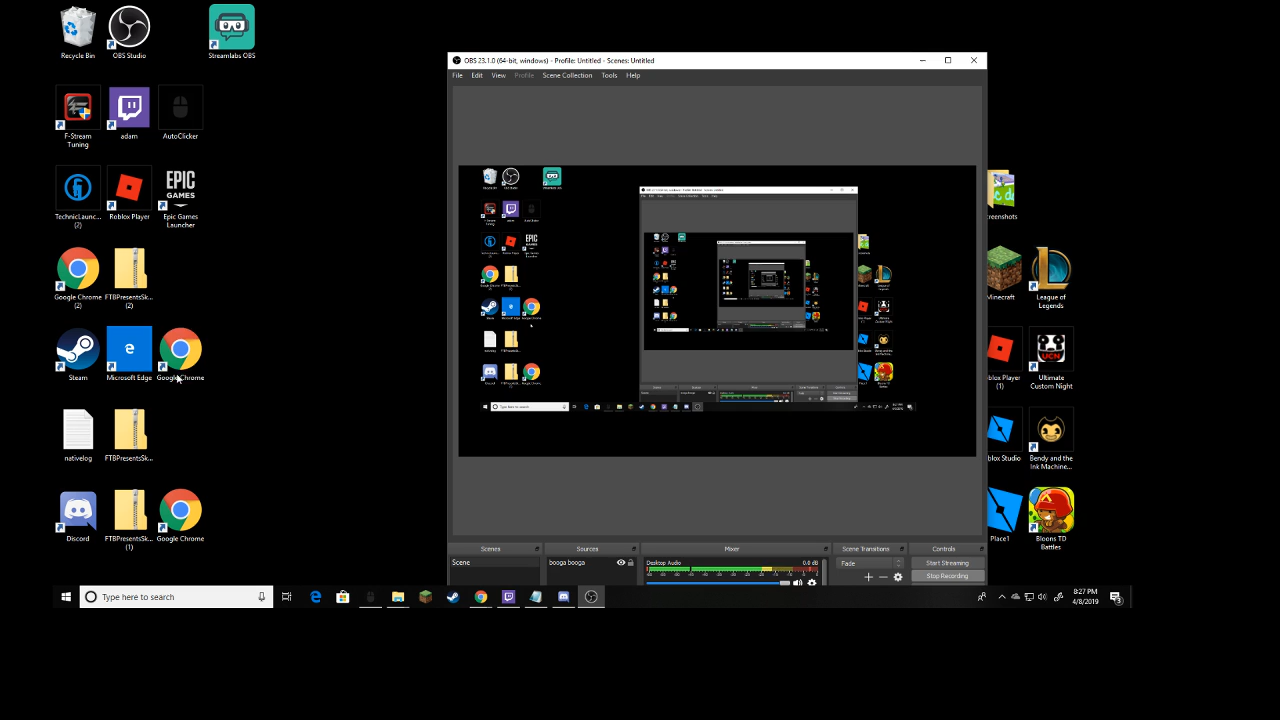 Recycle Bin
OBS Studio
Streamlabs OBS
F-Stream
Tuning
adam
AutoClicker
TechnicLaunc...
(2)
Roblox Player
EPIC
GAMES
Epic Games
Launcher
Google Chrome
(2)
FTBPresentsSk...
(2)
Steam
Microsoft Edge
Google Chrome
nativelog
FTBPresentsSk...
Discord
FTBPresentsSk...
(1)
Google Chrome
OBS 23.1.0 (64-bit, windows) - Profile: Untitled - Scenes: Untitled
File Edit View Profile Scene Collection Tools Help
Scenes
Scene
Sources
booga booga
Mixer
Desktop Audio 0.0 dB
Scene Transitions
Fade
Controls
Start Streaming
Stop Recording
creenshots
Minecraft
League of
Legends
blox Player
(1)
UCN
Ultimate
Custom Night
blox Studio
Bendy and the
Ink Machine...
Place1
Bloons TD
Battles
Type here to search
8:27 PM
4/8/2019
3